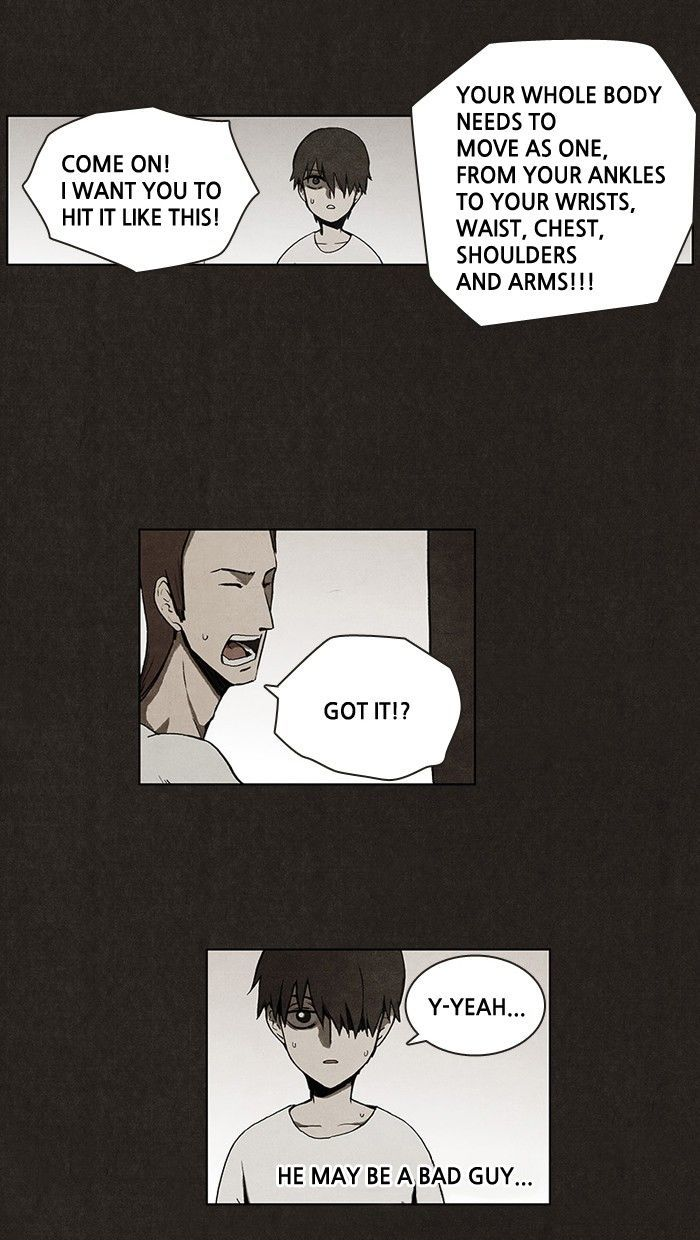 COME ON!
I WANT YOU TO
HIT IT LIKE THIS!
YOUR WHOLE BODY
NEEDS TO
MOVE AS ONE,
FROM YOUR ANKLES
TO YOUR WRISTS,
WAIST, CHEST,
SHOULDERS
AND ARMS!!!
GOT IT!?
Y-YEAH...
HE MAY BE A BAD GUY...